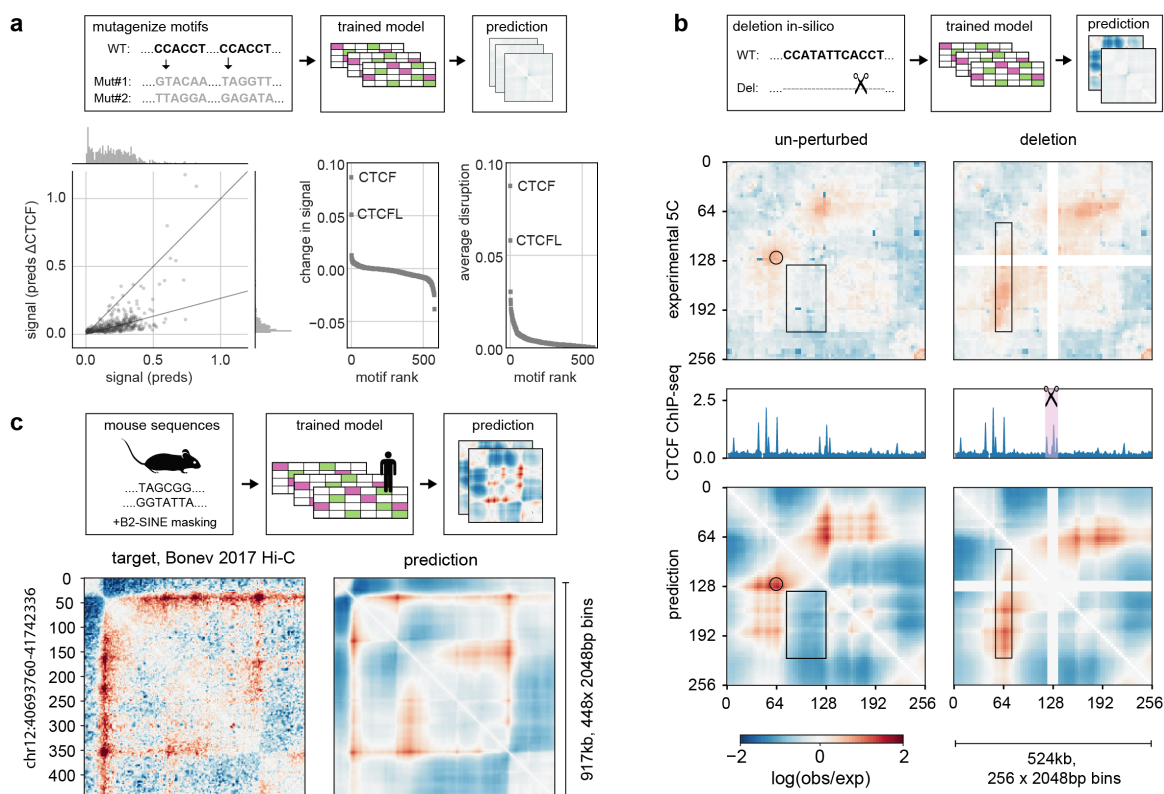 a
mutagenize motifs
WT: ....CCACCT....CCACCT...
Mut#1: ....GTACAA....TAGGTT...
Mut#2: ....TTAGGA....GAGATA...
trained model
prediction
signal (preds ΔCTCF)
1.0
0.5
0.0
0.0 0.5 1.0
signal (preds)
change in signal
0.10
0.05
0.00
−0.05
CTCF
CTCFL
0 500
motif rank
average disruption
0.10
0.05
0.00
CTCF
CTCFL
0 500
motif rank
b
deletion in-silico
WT: ....CCATATTCACCT...
Del: ....--------------------...
trained model
prediction
un-perturbed
deletion
experimental 5C
0
64
128
192
256
CTCF ChIP-seq
2.5
0.0
prediction
0
64
128
192
256
0 64 128 192 256
0 64 128 192 256
−2 0 2
log(obs/exp)
524kb,
256 x 2048bp bins
c
mouse sequences
....TAGCGG....
....GGTATTA....
+B2-SINE masking
trained model
prediction
target, Bonev 2017 Hi-C
prediction
chr12:40693760-41742336
0
50
100
150
200
250
300
350
400
917kb, 448x 2048bp bins